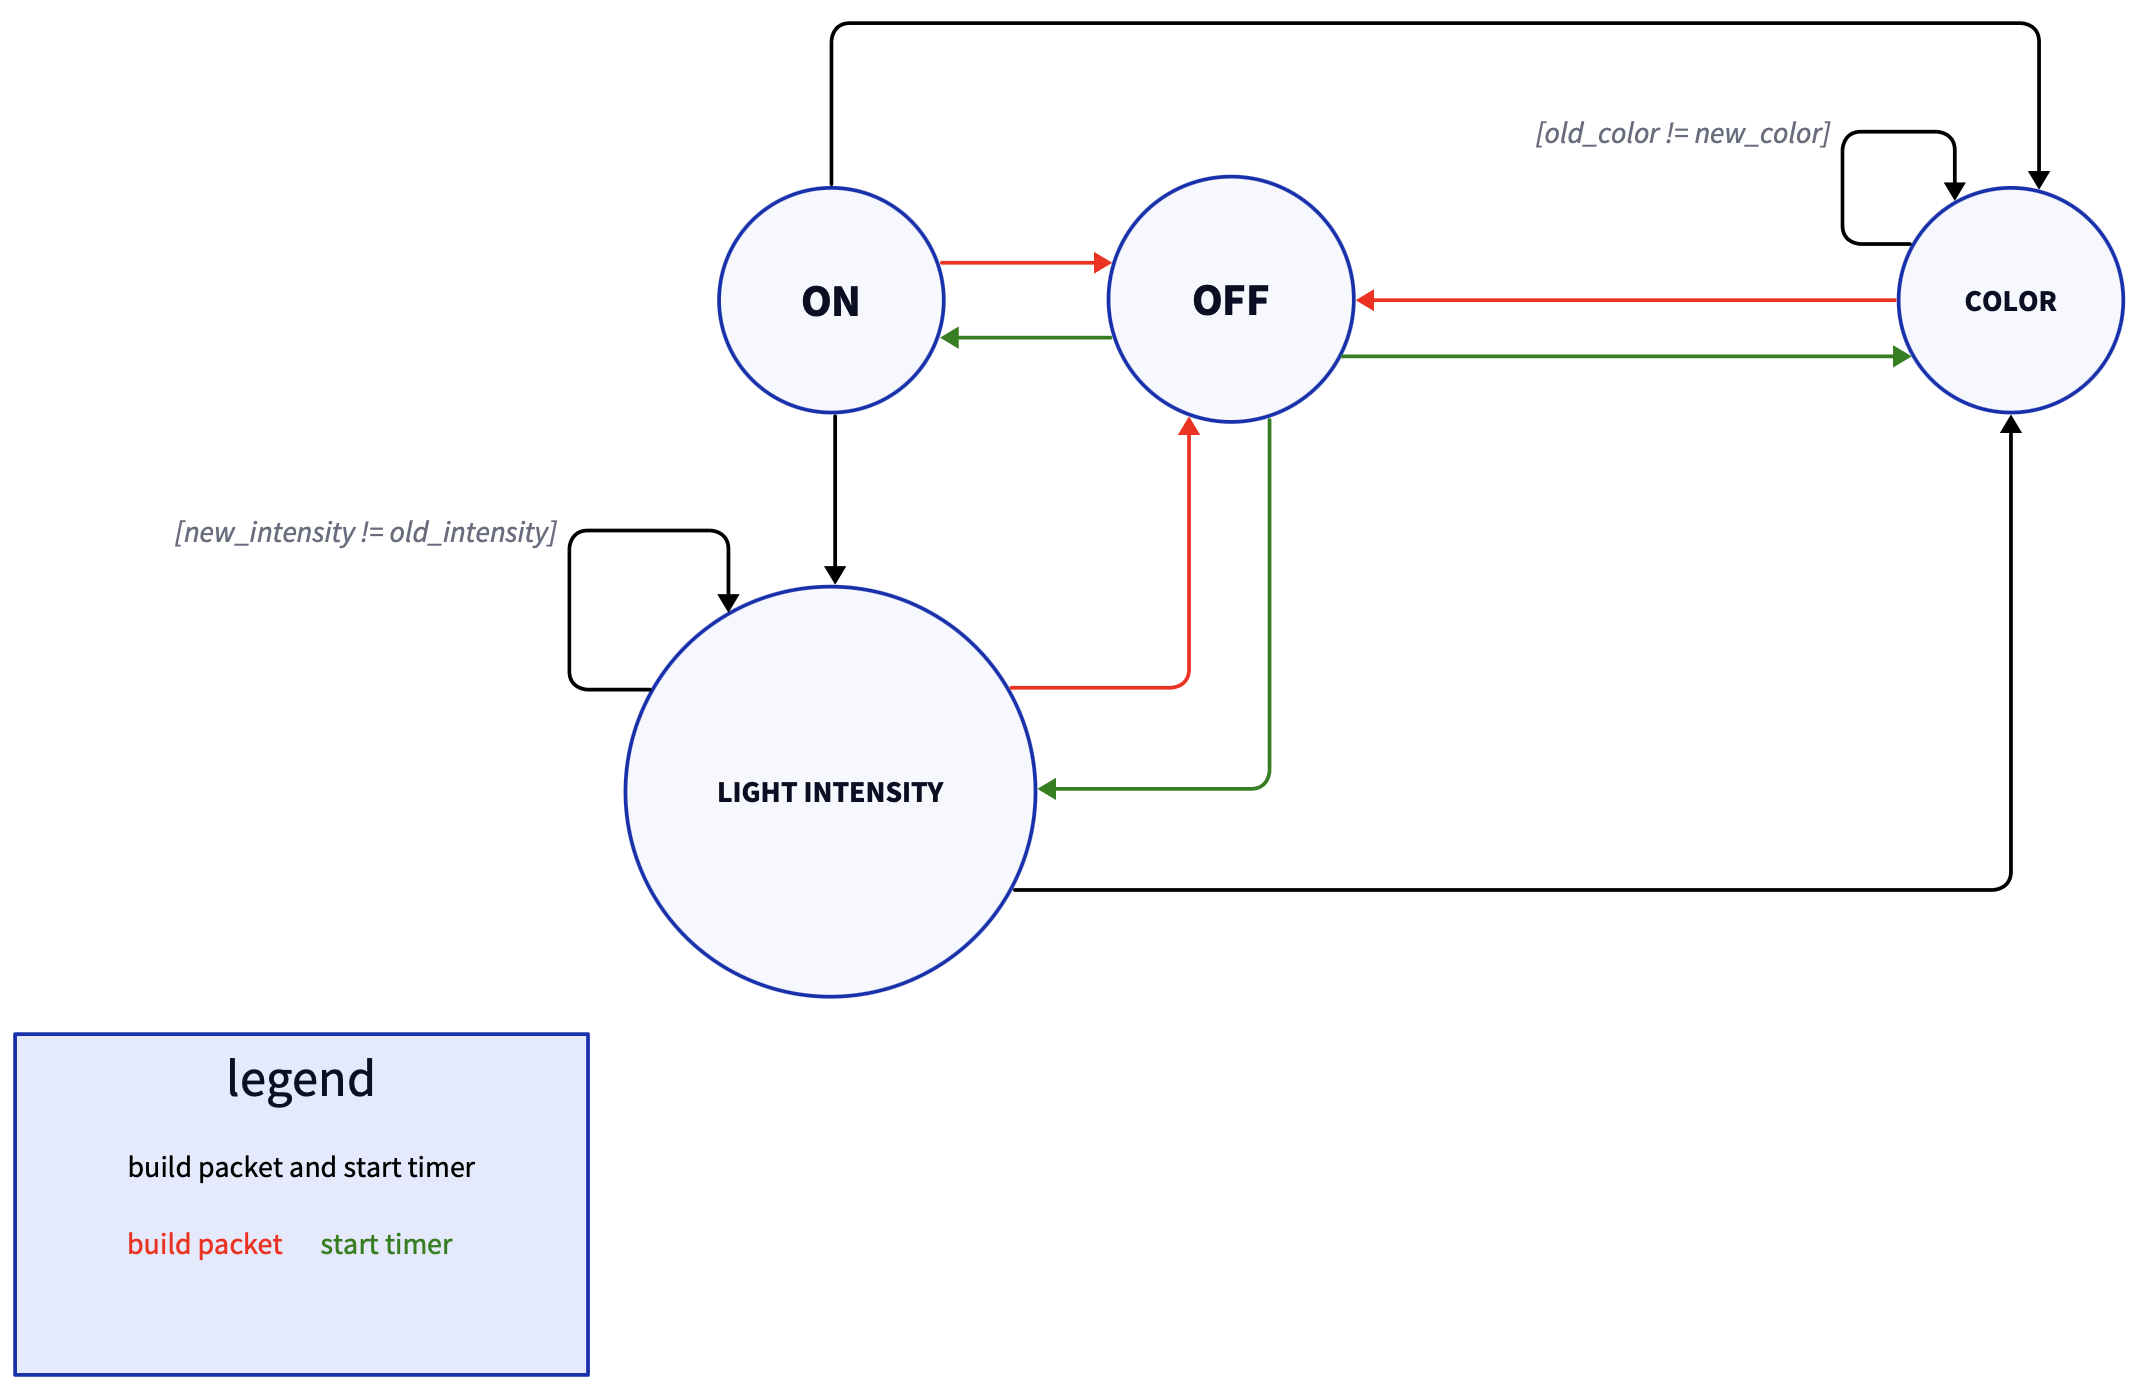 [old_color != new_color]
ON
OFF
COLOR
[new_intensity != old_intensity]
LIGHT INTENSITY
legend
build packet and start timer
build packet start timer